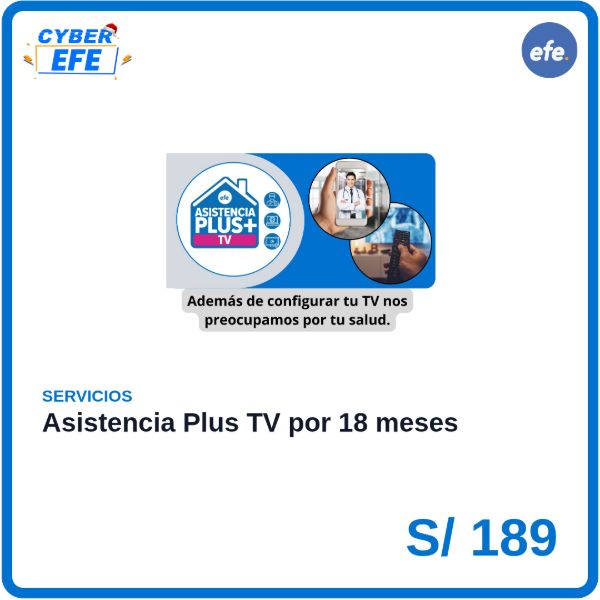 CYBER
EFE
efe.
efe
ASISTENCIA
PLUS+
TV
Además de configurar tu TV nos
preocupamos por tu salud.
SERVICIOS
Asistencia Plus TV por 18 meses
S/ 189